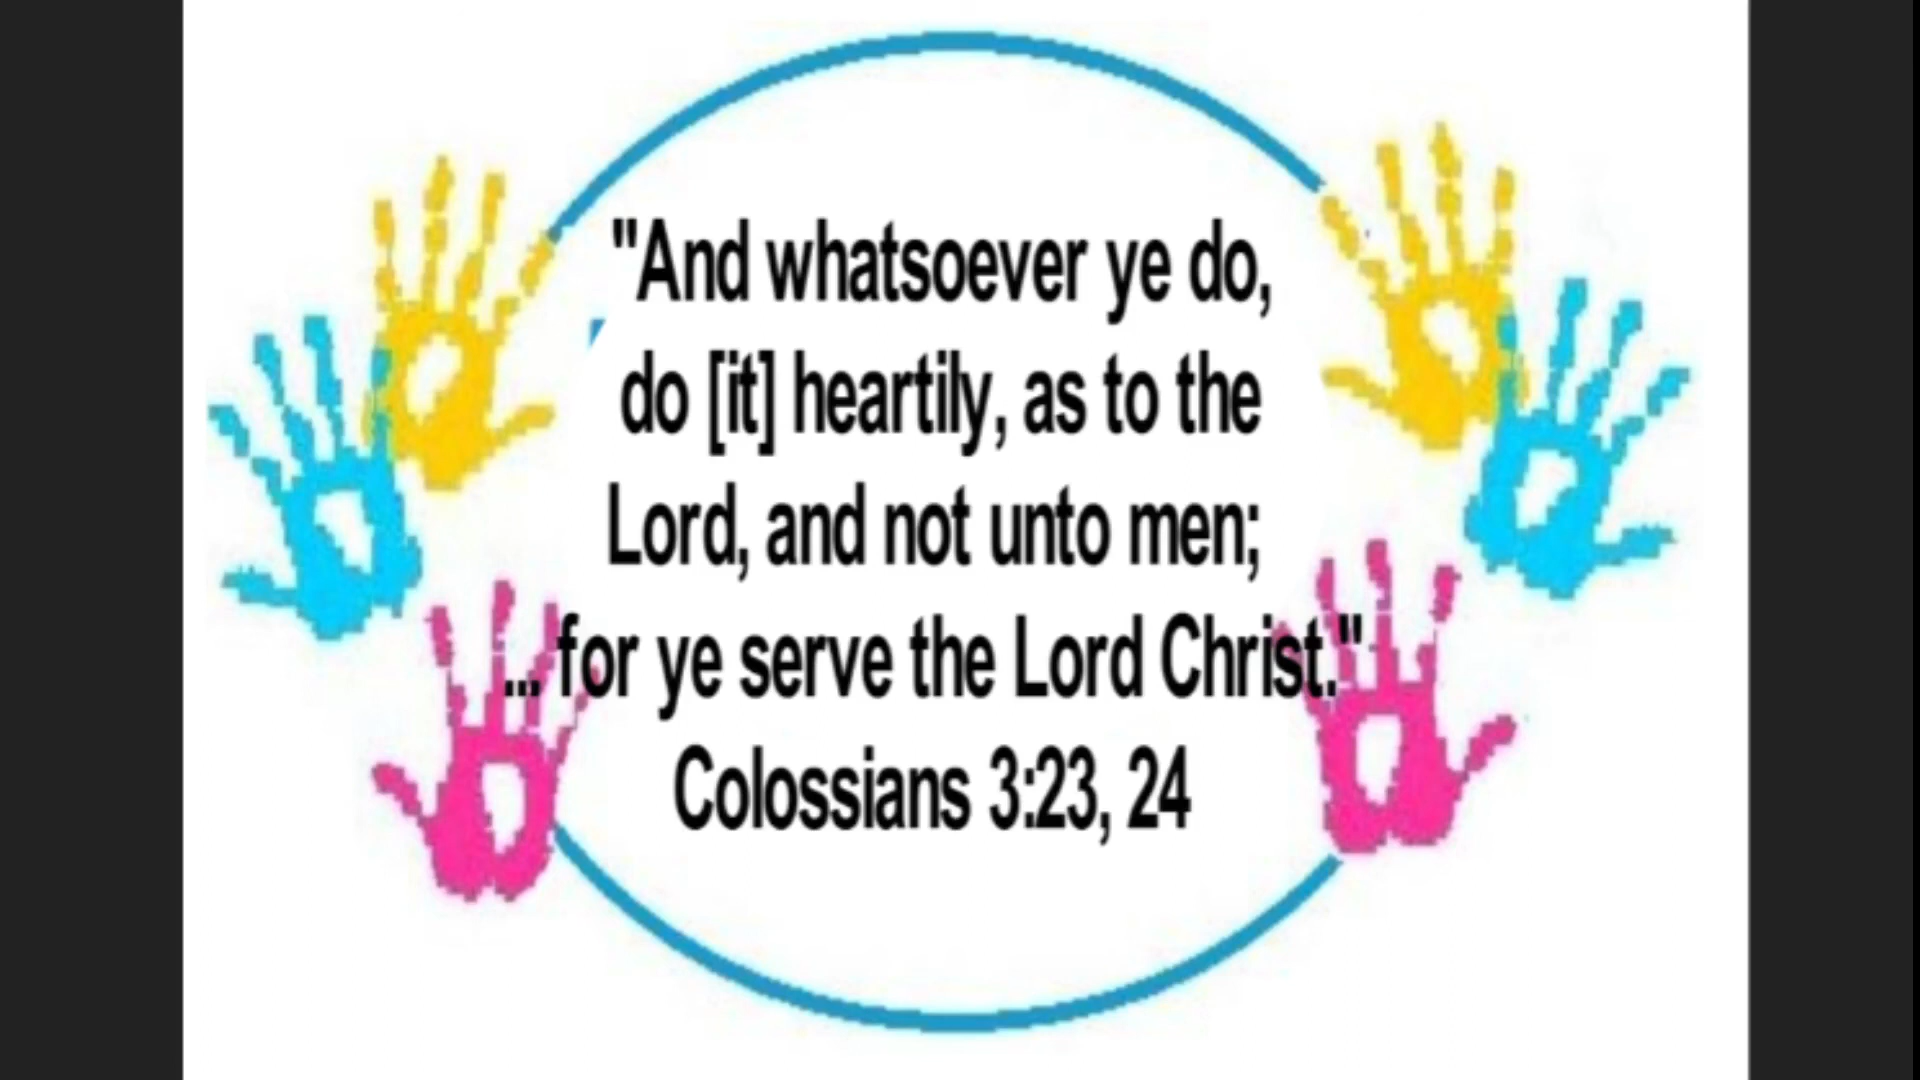 "And whatsoever ye do,
do [it] heartily, as to the
Lord, and not unto men;
... for ye serve the Lord Christ."
Colossians 3:23, 24